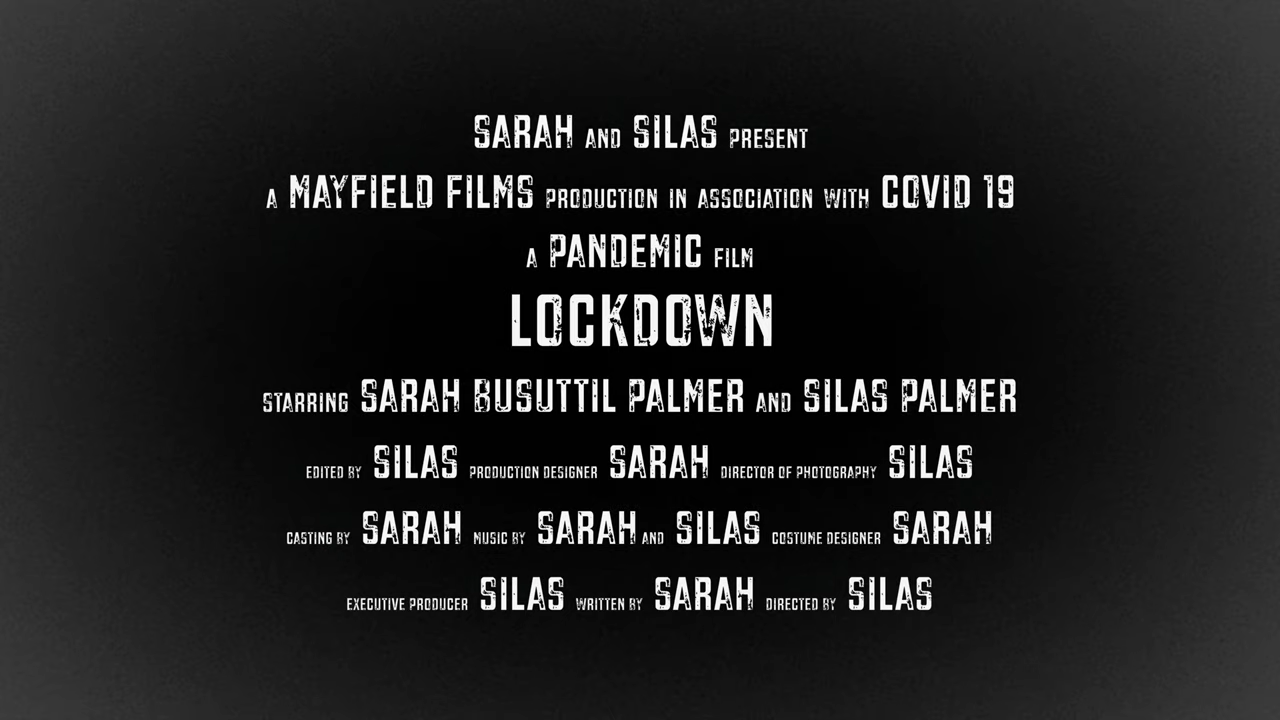 SARAH AND SILAS PRESENT
A MAYFIELD FILMS PRODUCTION IN ASSOCIATION WITH COVID 19
A PANDEMIC FILM
LOCKDOWN
STARRING SARAH BUSUTTIL PALMER AND SILAS PALMER
EDITED BY SILAS PRODUCTION DESIGNER SARAH DIRECTOR OF PHOTOGRAPHY SILAS
CASTING BY SARAH MUSIC BY SARAH AND SILAS COSTUME DESIGNER SARAH
EXECUTIVE PRODUCER SILAS WRITTEN BY SARAH DIRECTED BY SILAS